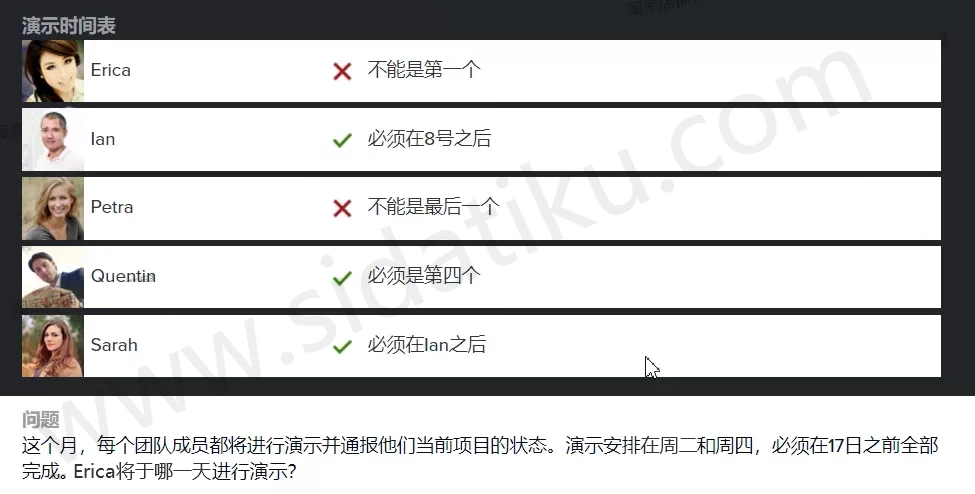 演示时间表
Erica 不能是第一个
Ian 必须在8号之后
Petra 不能是最后一个
Quentin 必须是第四个
Sarah 必须在Ian之后
www.sidatiku.com
问题
这个月，每个团队成员都将进行演示并通报他们当前项目的状态。演示安排在周二和周四，必须在17日之前全部
完成。Erica将于哪一天进行演示？